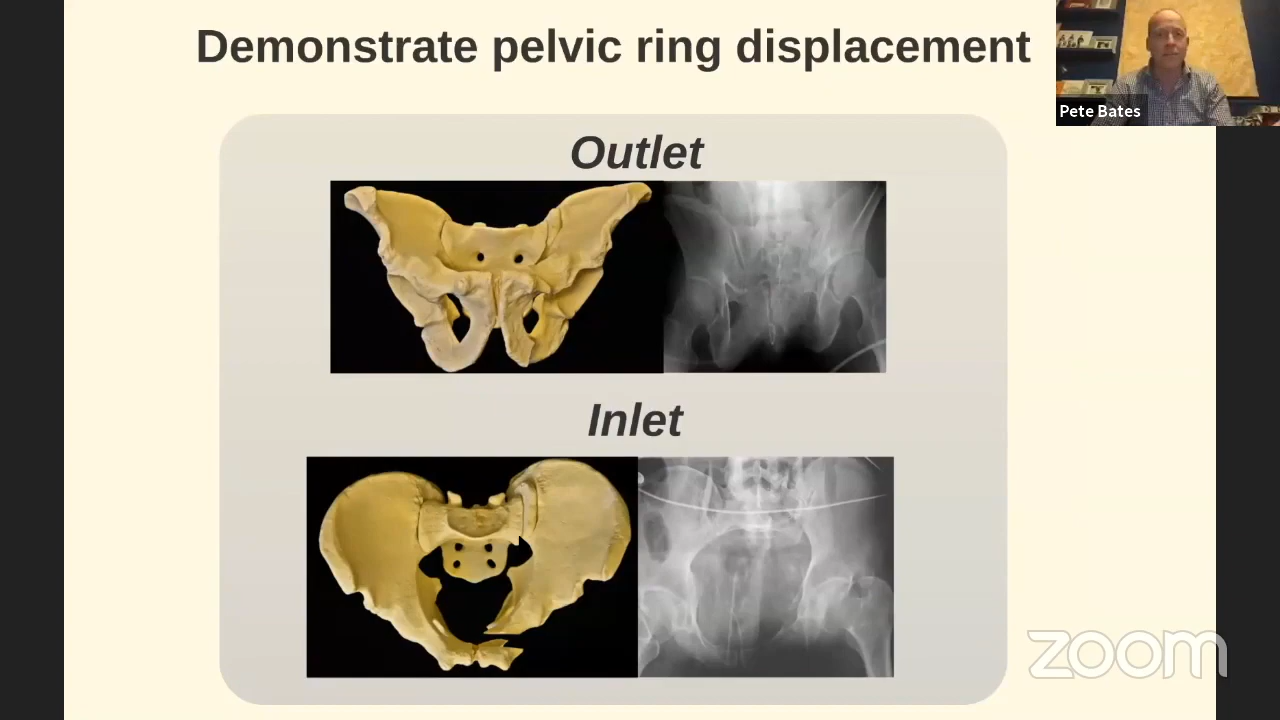 Demonstrate pelvic ring displacement
Pete Bates
Outlet
Inlet
zoom